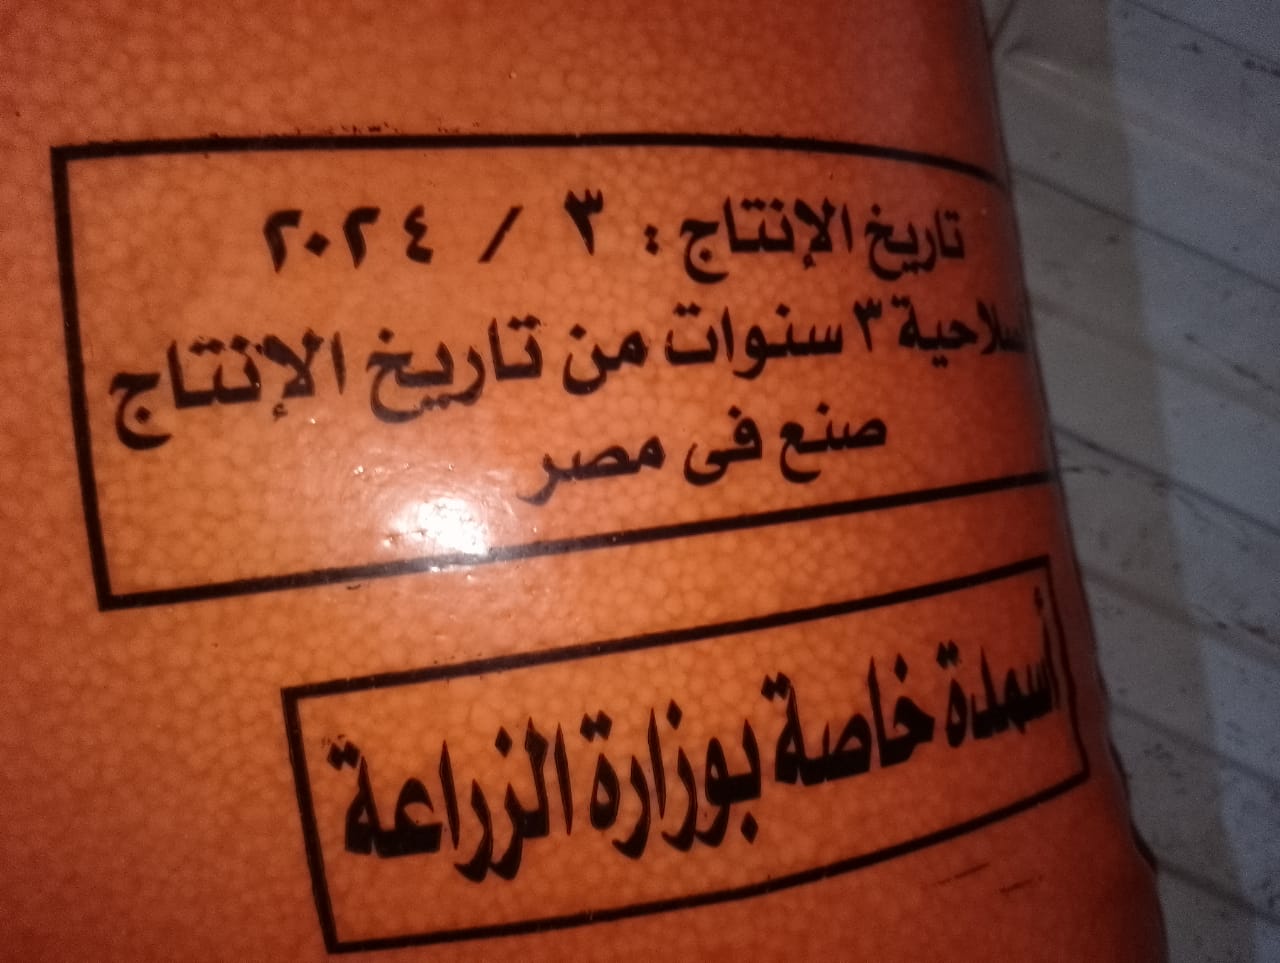 تاريخ الإنتاج : ٣ / ٢٠٢٤
صلاحية ٣ سنوات من تاريخ الإنتاج
صنع فى مصر
أسمدة خاصة بوزارة الزراعة